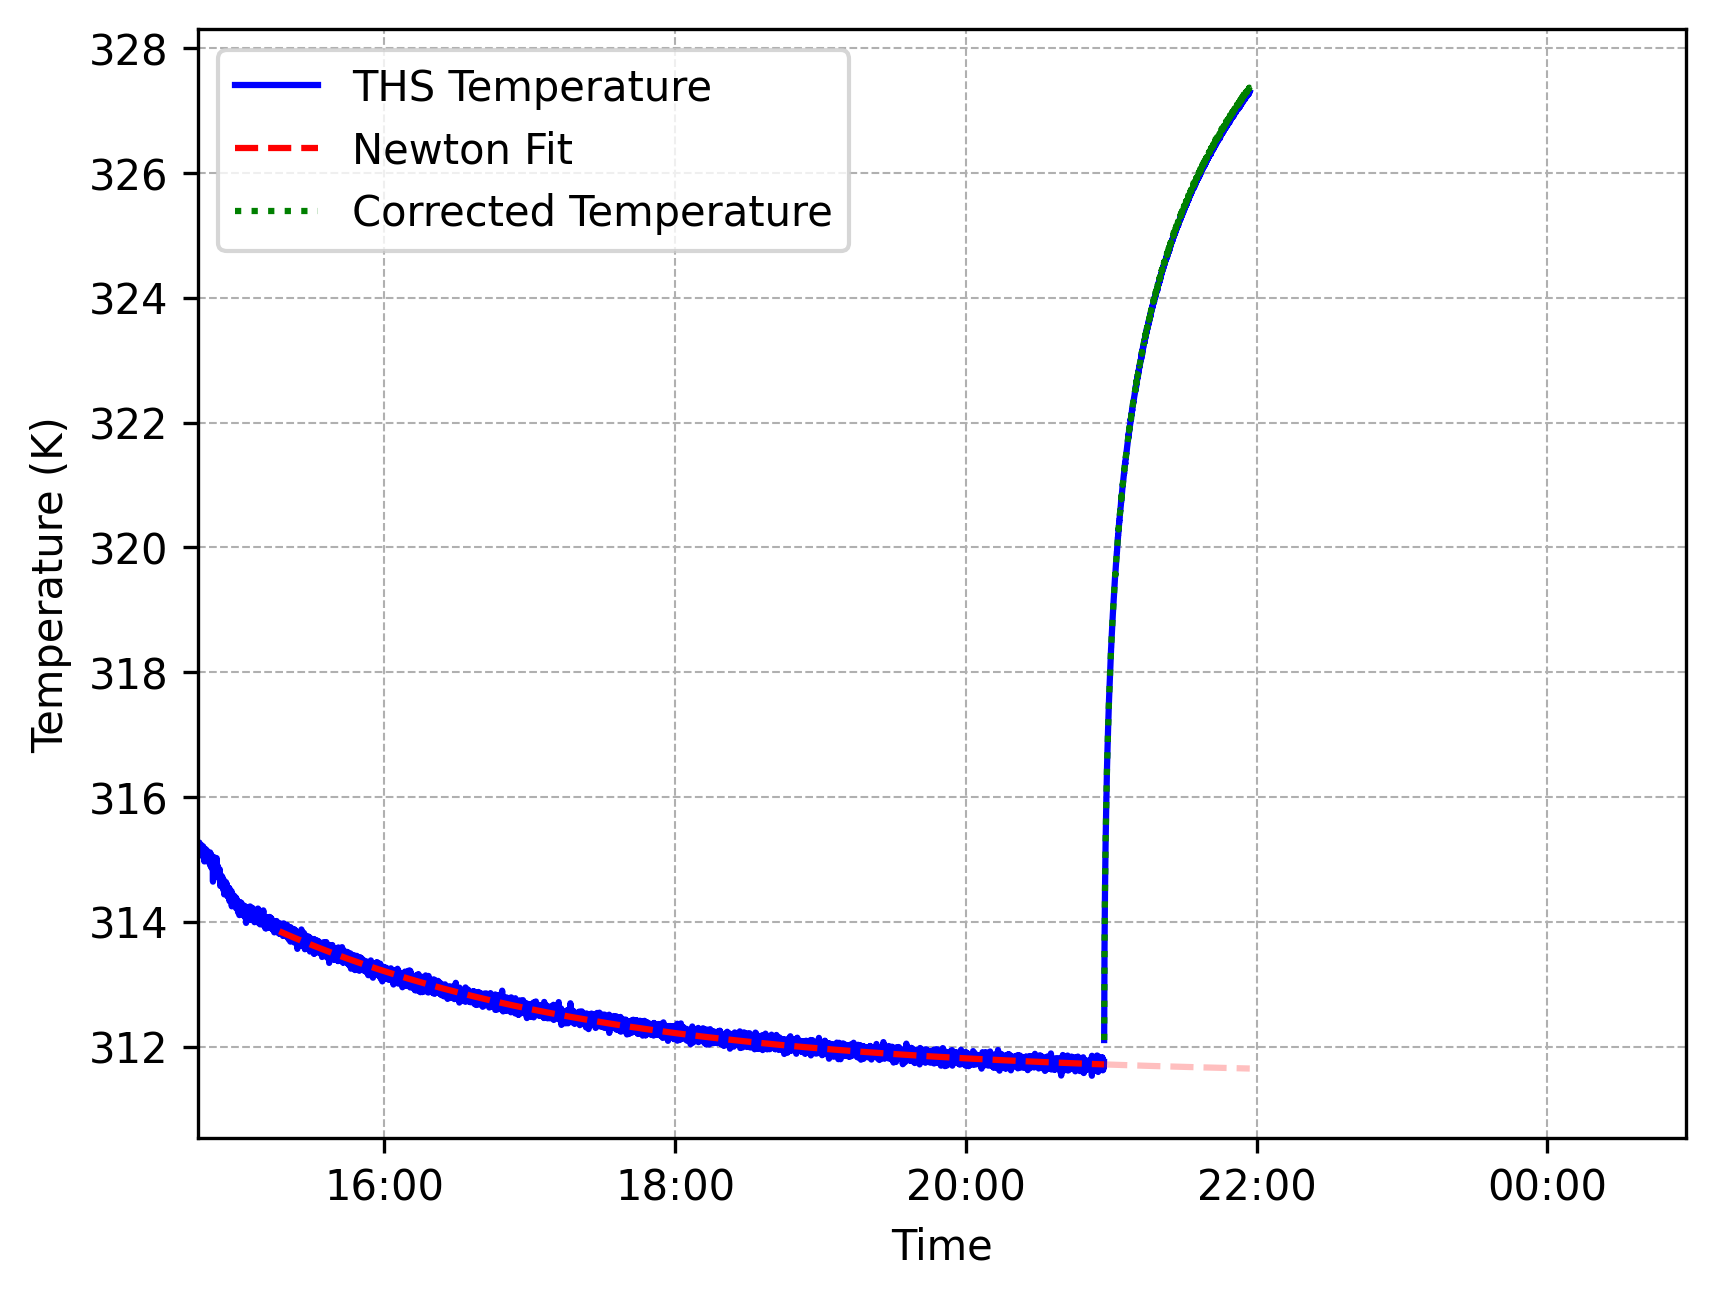 328
326
324
322
320
318
316
314
312
Temperature (K)
THS Temperature
Newton Fit
Corrected Temperature
16:00
18:00
20:00
22:00
00:00
Time